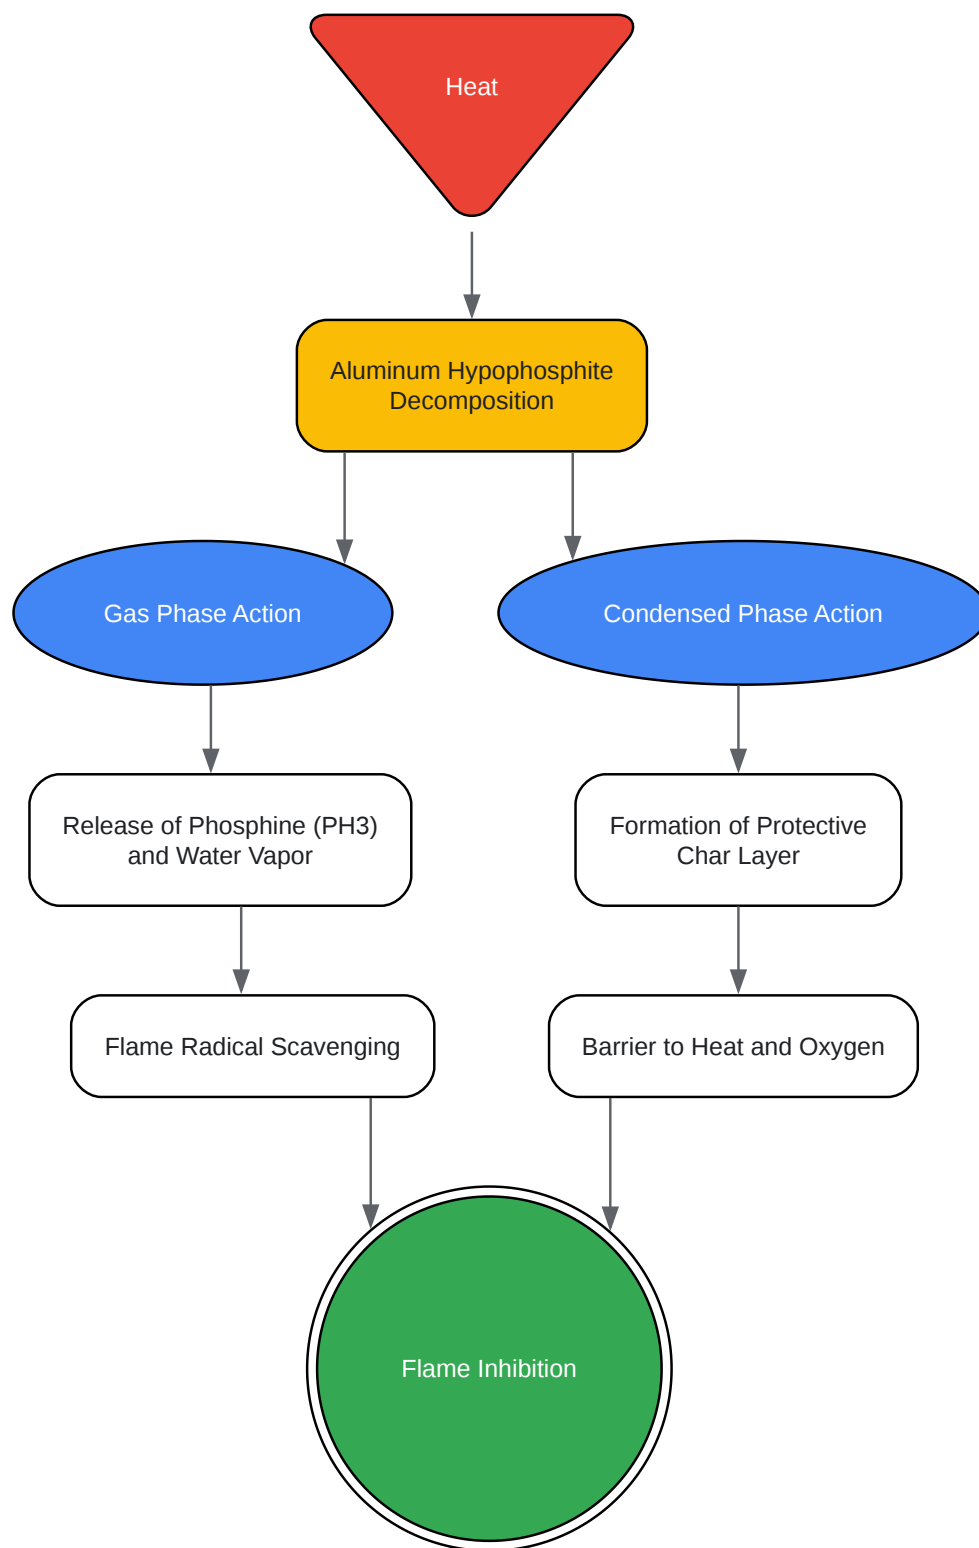 Heat
Aluminum Hypophosphite
Decomposition
Gas Phase Action
Condensed Phase Action
Release of Phosphine (PH3)
and Water Vapor
Formation of Protective
Char Layer
Flame Radical Scavenging
Barrier to Heat and Oxygen
Flame Inhibition